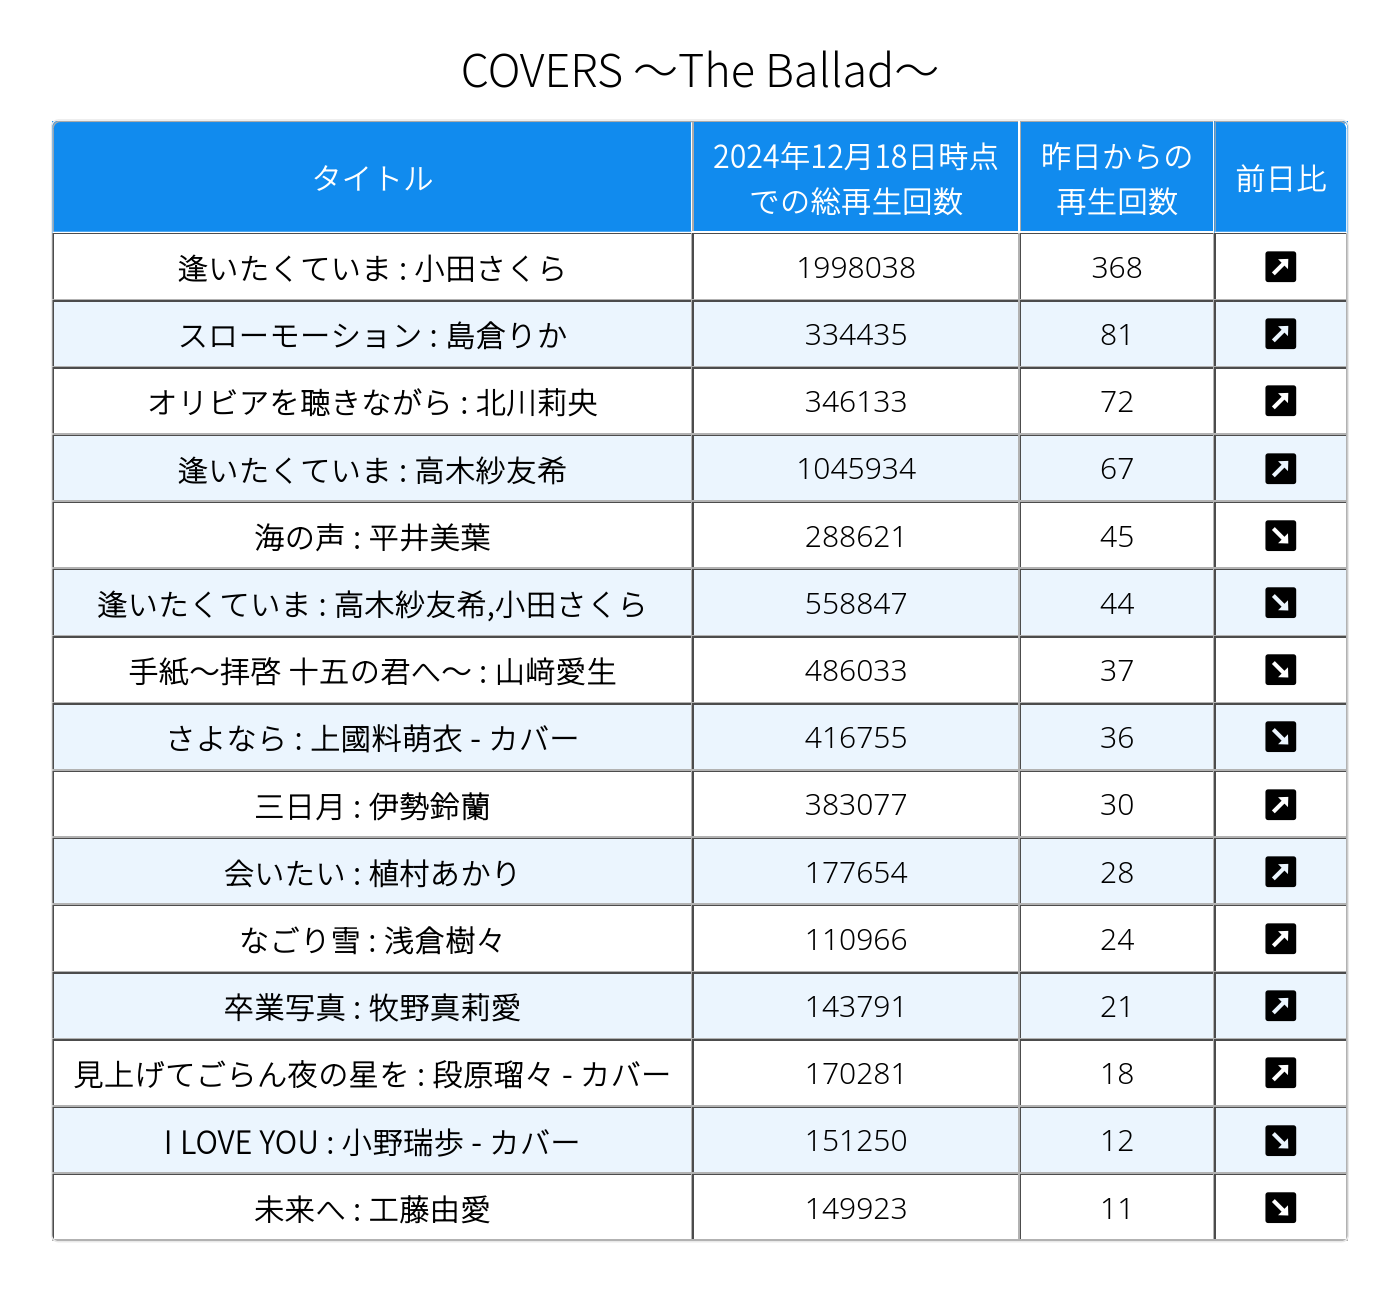 COVERS ～The Ballad～
タイトル 2024年12月18日時点での総再生回数 昨日からの再生回数 前日比
逢いたくていま : 小田さくら 1998038 368 ↗
スローモーション : 島倉りか 334435 81 ↗
オリビアを聴きながら : 北川莉央 346133 72 ↗
逢いたくていま : 高木紗友希 1045934 67 ↗
海の声 : 平井美葉 288621 45 ↘
逢いたくていま : 高木紗友希,小田さくら 558847 44 ↘
手紙～拝啓 十五の君へ～ : 山﨑愛生 486033 37 ↘
さよなら : 上國料萌衣 - カバー 416755 36 ↘
三日月 : 伊勢鈴蘭 383077 30 ↗
会いたい : 植村あかり 177654 28 ↗
なごり雪 : 浅倉樹々 110966 24 ↗
卒業写真 : 牧野真莉愛 143791 21 ↗
見上げてごらん夜の星を : 段原瑠々 - カバー 170281 18 ↗
I LOVE YOU : 小野瑞歩 - カバー 151250 12 ↘
未来へ : 工藤由愛 149923 11 ↘